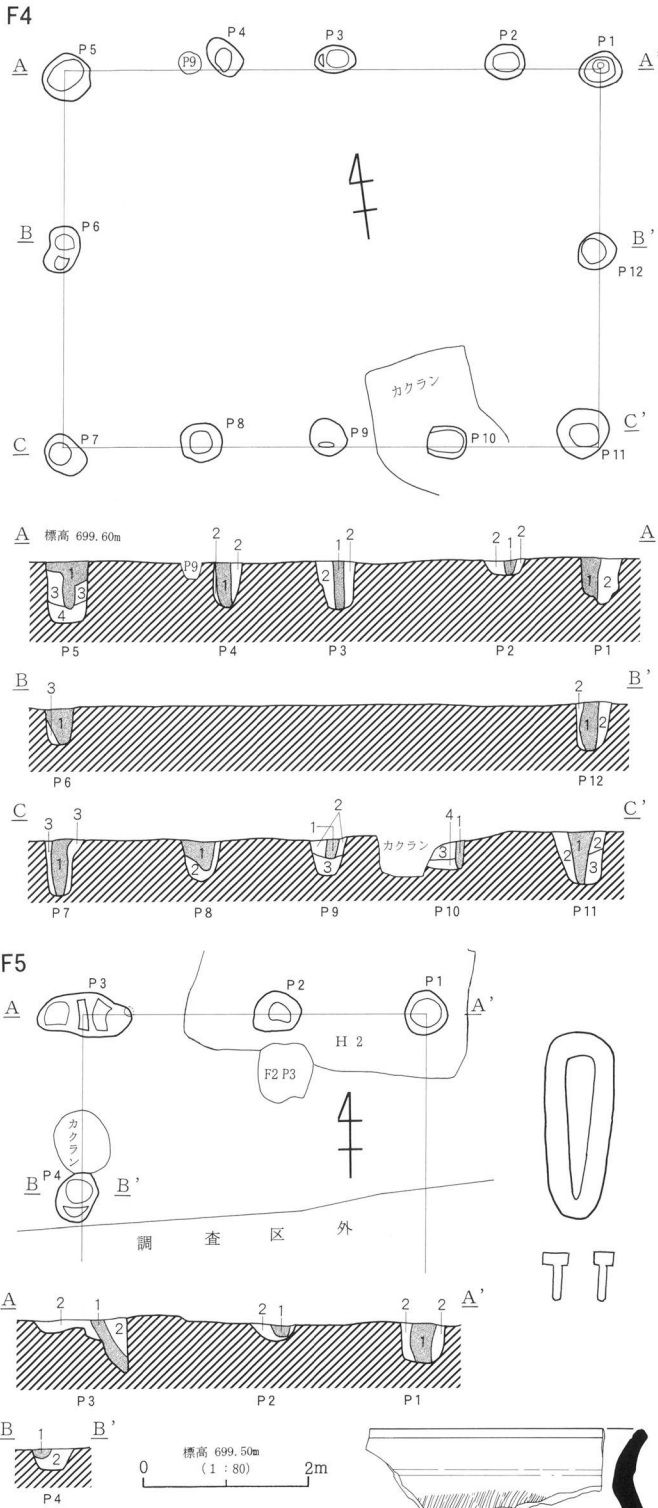 F4
P5 P9 P4 P3 P2 P1
A A'
B P6 B' P12
カクラン
C P7 P8 P9 P10 C' P11
A 標高 699.60m A
2 2 1 2 2 1 2
1 3 3 4 P9 1 2 1 2
P5 P4 P3 P2 P1
B B'
3 1 2 1 2
P6 P12
C C'
3 3 1 2 4 1
1 1 2 3 カクラン 3 2 1 2 3
P7 P8 P9 P10 P11
F5
A P3 P2 P1 A'
H 2
F2 P3
カクラン
B P4 B'
調査区外
A A'
2 1 2 2 1 2 1 2
P3 P2 P1
B B'
1 2
P4
標高 699.50m
(1:80)
0 2m